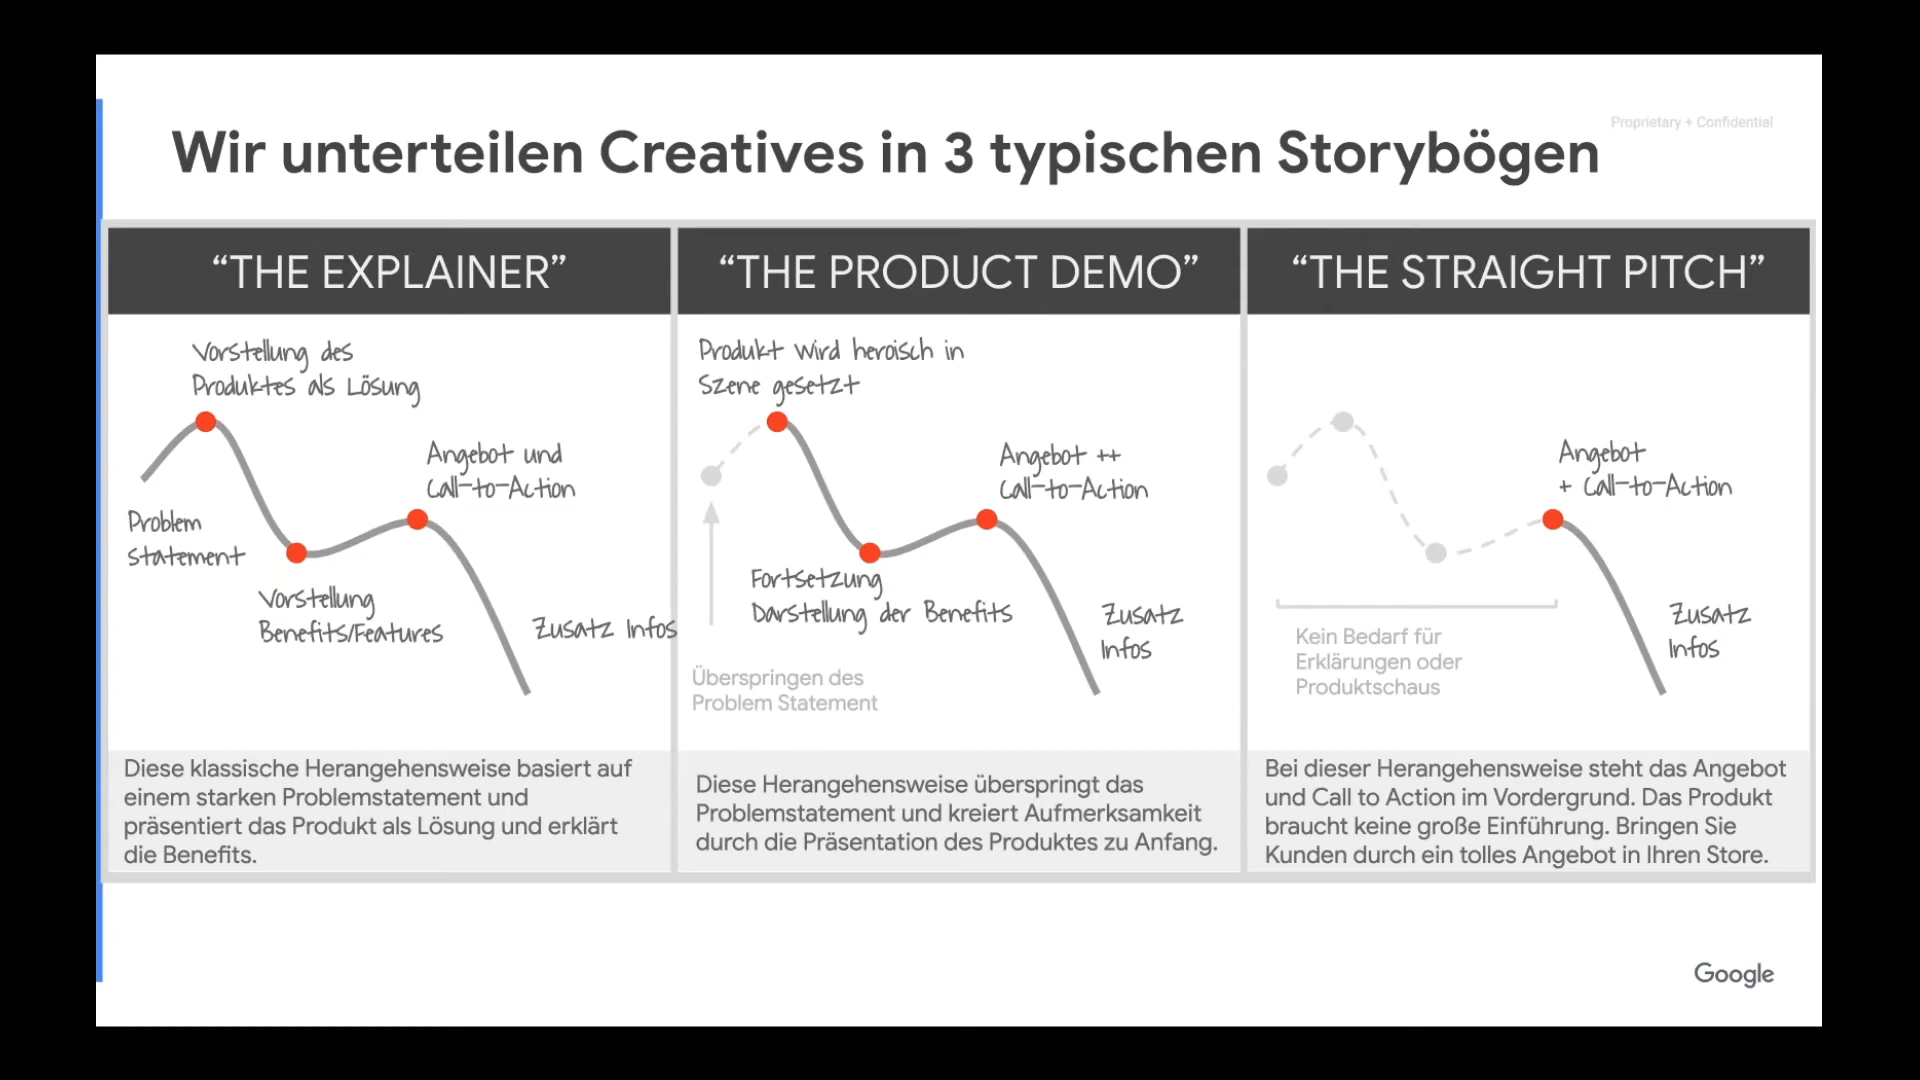 Proprietary + Confidential
Wir unterteilen Creatives in 3 typischen Storybögen
“THE EXPLAINER”
Vorstellung des
Produktes als Lösung
Angebot und
Call-to-Action
Problem
statement
Vorstellung
Benefits/Features
Zusatz Infos
Diese klassische Herangehensweise basiert auf
einem starken Problemstatement und
präsentiert das Produkt als Lösung und erklärt
die Benefits.
“THE PRODUCT DEMO”
Produkt wird heroisch in
Szene gesetzt
Angebot ++
Call-to-Action
Fortsetzung
Darstellung der Benefits
Zusatz
Infos
Überspringen des
Problem Statement
Diese Herangehensweise überspringt das
Problemstatement und kreiert Aufmerksamkeit
durch die Präsentation des Produktes zu Anfang.
“THE STRAIGHT PITCH”
Angebot
+ Call-to-Action
Zusatz
Infos
Kein Bedarf für
Erklärungen oder
Produktschaus
Bei dieser Herangehensweise steht das Angebot
und Call to Action im Vordergrund. Das Produkt
braucht keine große Einführung. Bringen Sie
Kunden durch ein tolles Angebot in Ihren Store.
Google